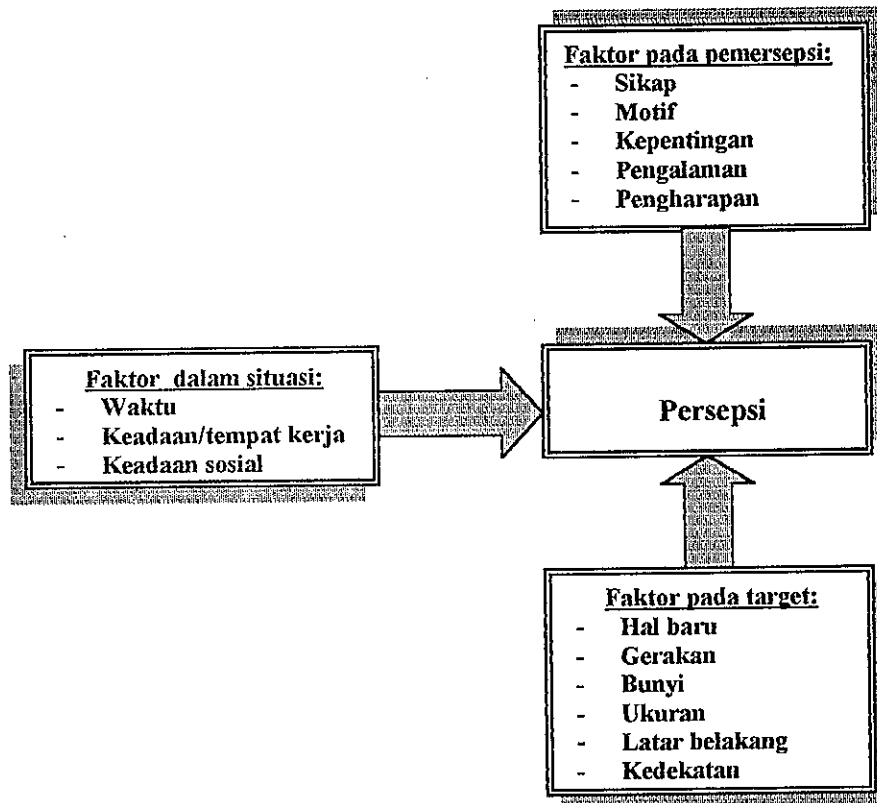 Faktor pada pemersepsi:
- Sikap
- Motif
- Kepentingan
- Pengalaman
- Pengharapan
Faktor dalam situasi:
- Waktu
- Keadaan/tempat kerja
- Keadaan sosial
Persepsi
Faktor pada target:
- Hal baru
- Gerakan
- Bunyi
- Ukuran
- Latar belakang
- Kedekatan